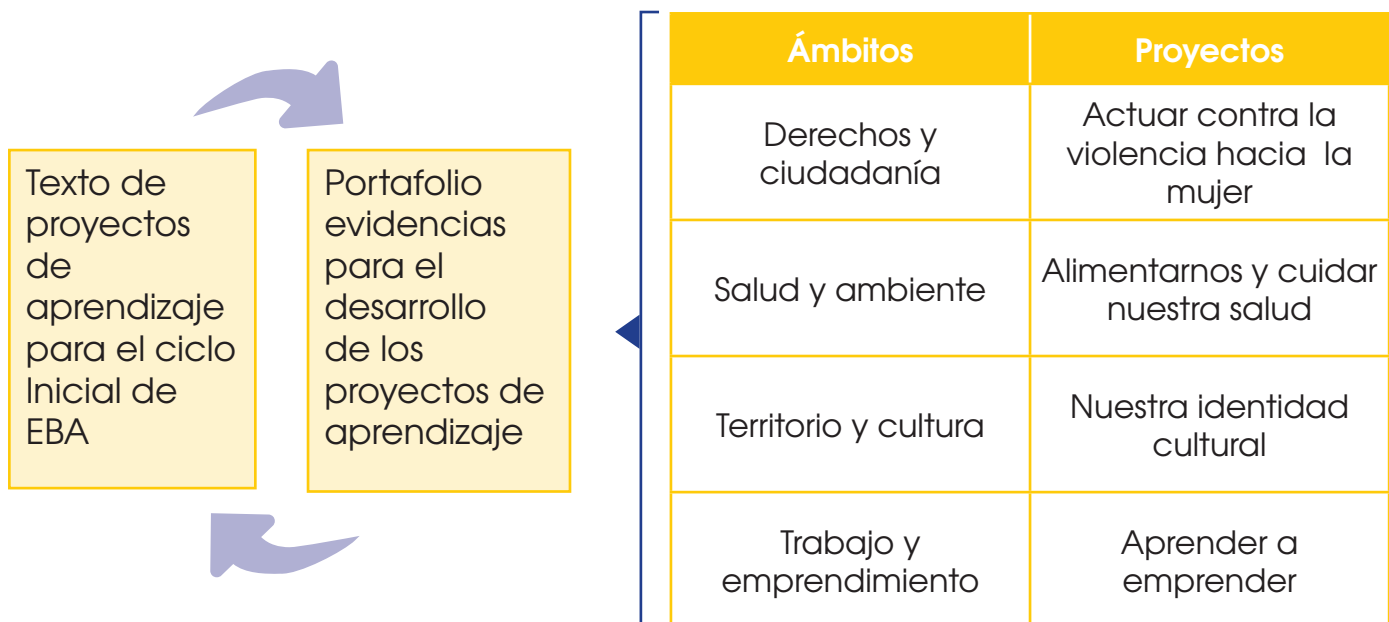 Texto de
proyectos
de
aprendizaje
para el ciclo
Inicial de
EBA
Portafolio
evidencias
para el
desarrollo
de los
proyectos de
aprendizaje
Ámbitos
Proyectos
Derechos y
ciudadanía
Actuar contra la
violencia hacia la
mujer
Salud y ambiente
Alimentarnos y cuidar
nuestra salud
Territorio y cultura
Nuestra identidad
cultural
Trabajo y
emprendimiento
Aprender a
emprender